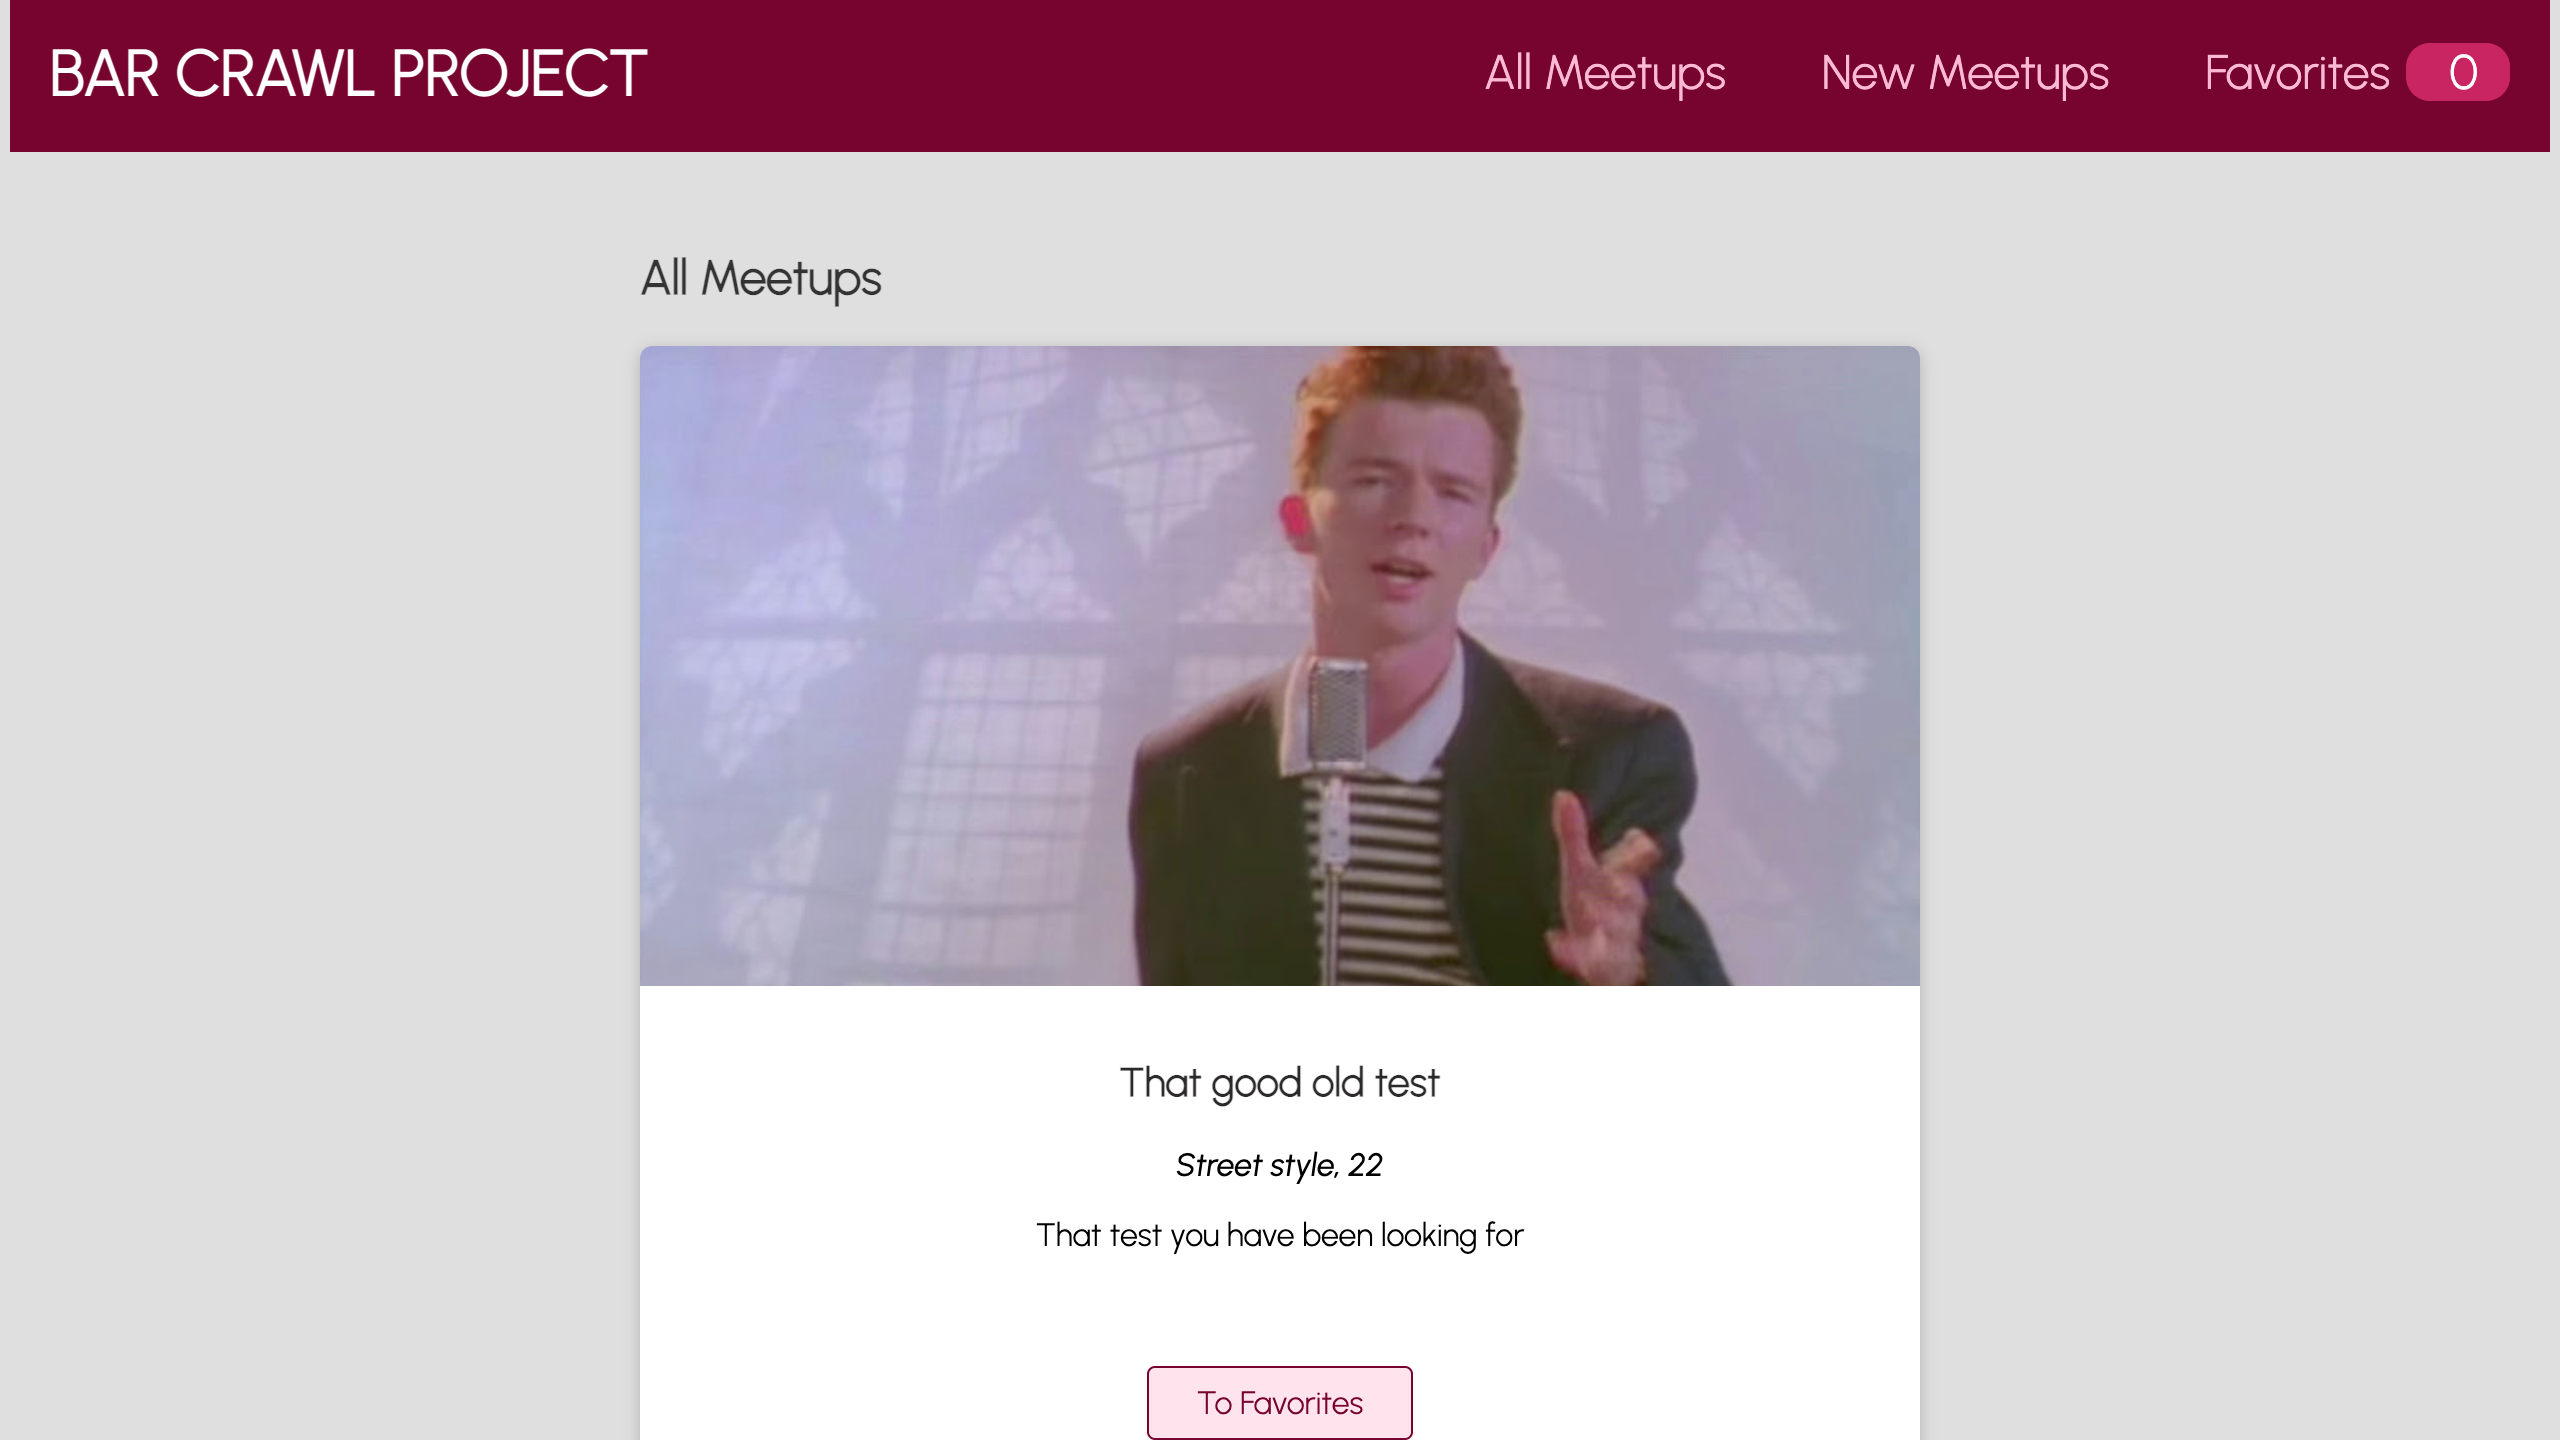 BAR CRAWL PROJECT
All Meetups
New Meetups
Favorites 0
All Meetups
That good old test
Street style, 22
That test you have been looking for
To Favorites